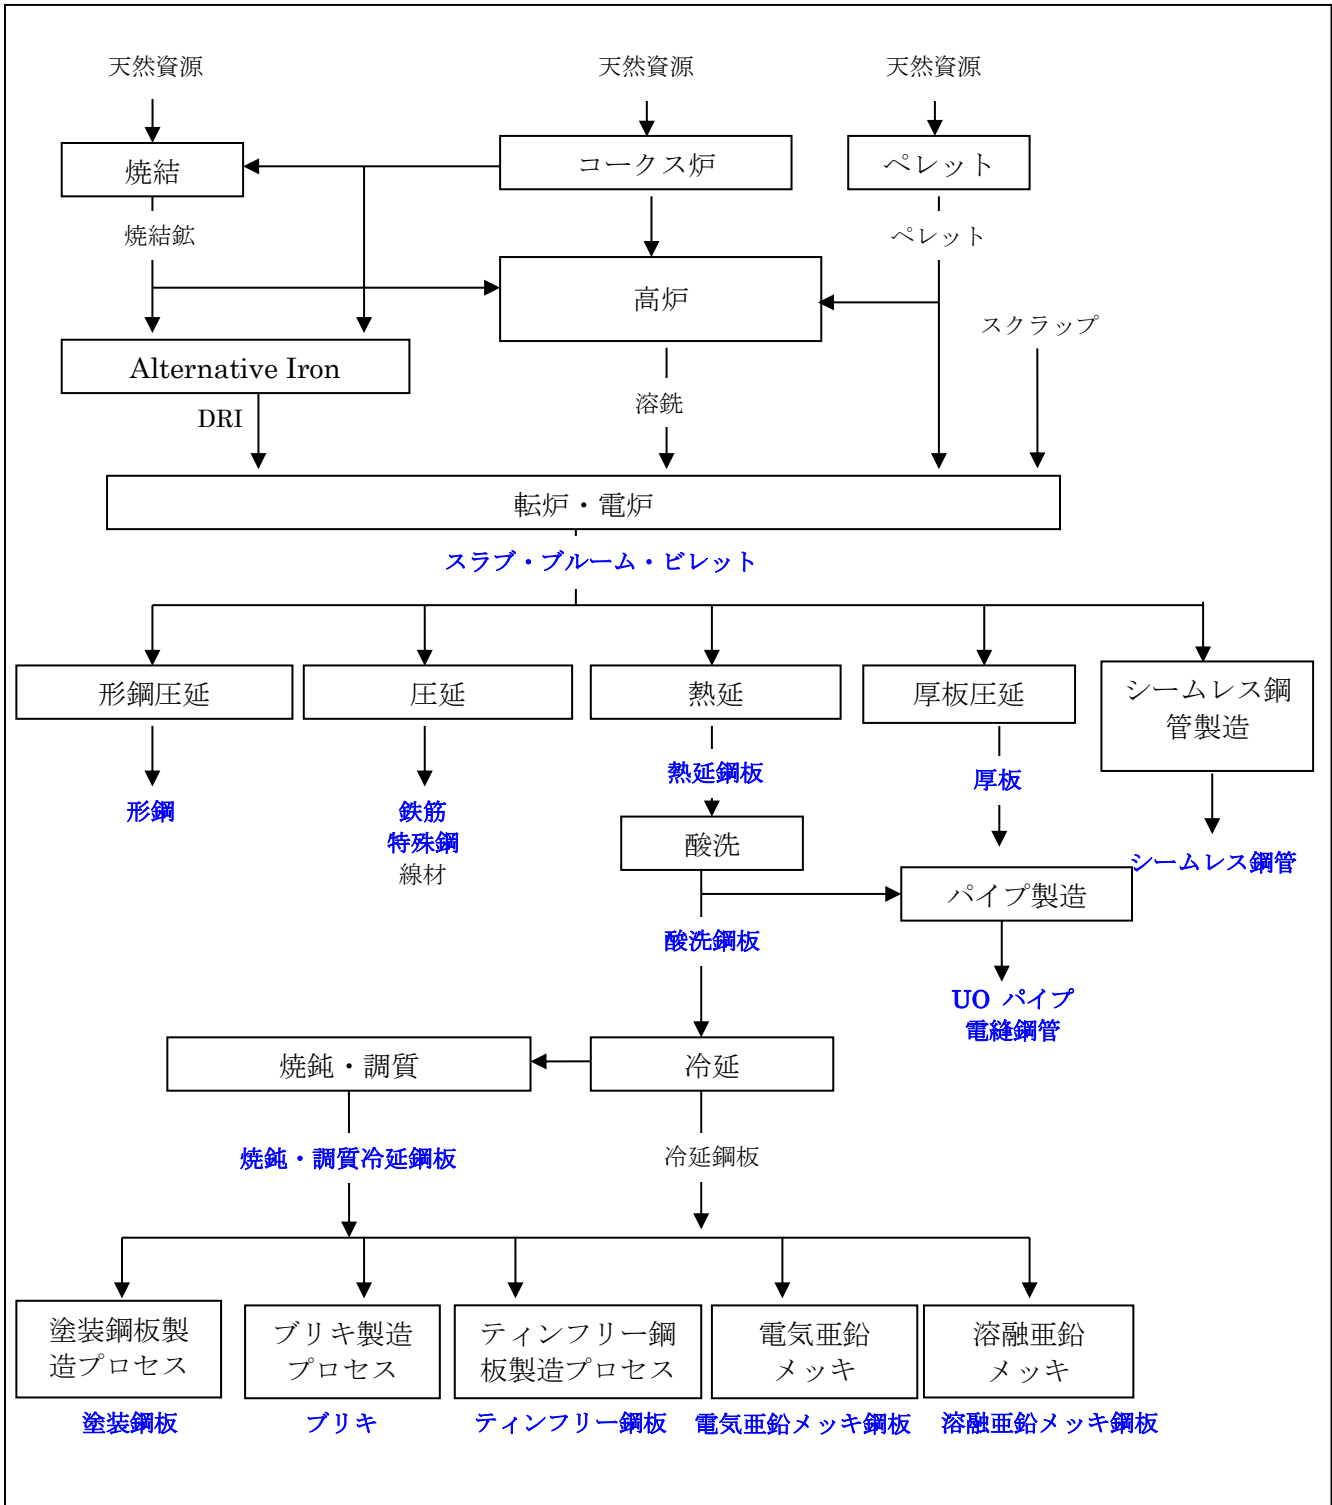 天然資源
天然資源
天然資源
焼結
コークス炉
ペレット
焼結鉱
ペレット
高炉
スクラップ
Alternative Iron
DRI
溶銑
転炉・電炉
スラブ・ブルーム・ビレット
形鋼圧延
圧延
熱延
厚板圧延
シームレス鋼
管製造
熱延鋼板
厚板
形鋼
鉄筋
特殊鋼
線材
酸洗
シームレス鋼管
パイプ製造
酸洗鋼板
UO パイプ
電縫鋼管
焼鈍・調質
冷延
焼鈍・調質冷延鋼板
冷延鋼板
塗装鋼板製
造プロセス
ブリキ製造
プロセス
ティンフリー鋼
板製造プロセス
電気亜鉛
メッキ
溶融亜鉛
メッキ
塗装鋼板
ブリキ
ティンフリー鋼板
電気亜鉛メッキ鋼板
溶融亜鉛メッキ鋼板